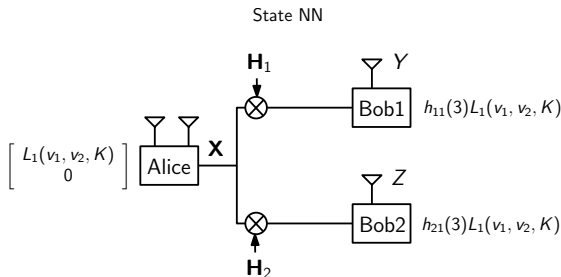 State NN
H₁
Y
Bob1 h₁₁(3)L₁(v₁, v₂, K)
[ L₁(v₁, v₂, K)
0 ]
Alice
X
Z
Bob2 h₂₁(3)L₁(v₁, v₂, K)
H₂